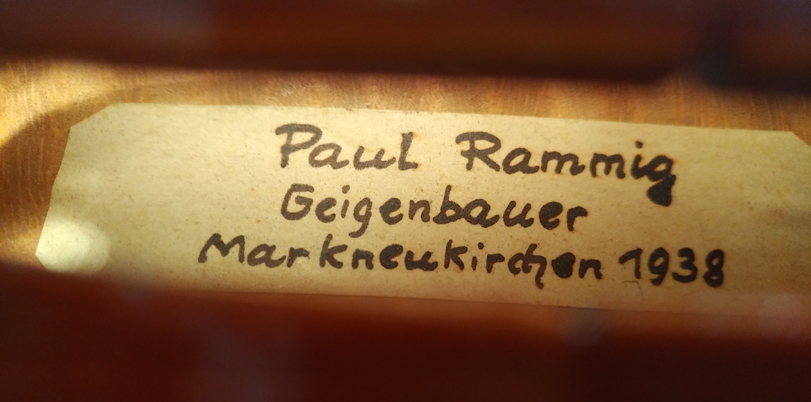 Paul Rammig
Geigenbauer
Markneukirchen 1938